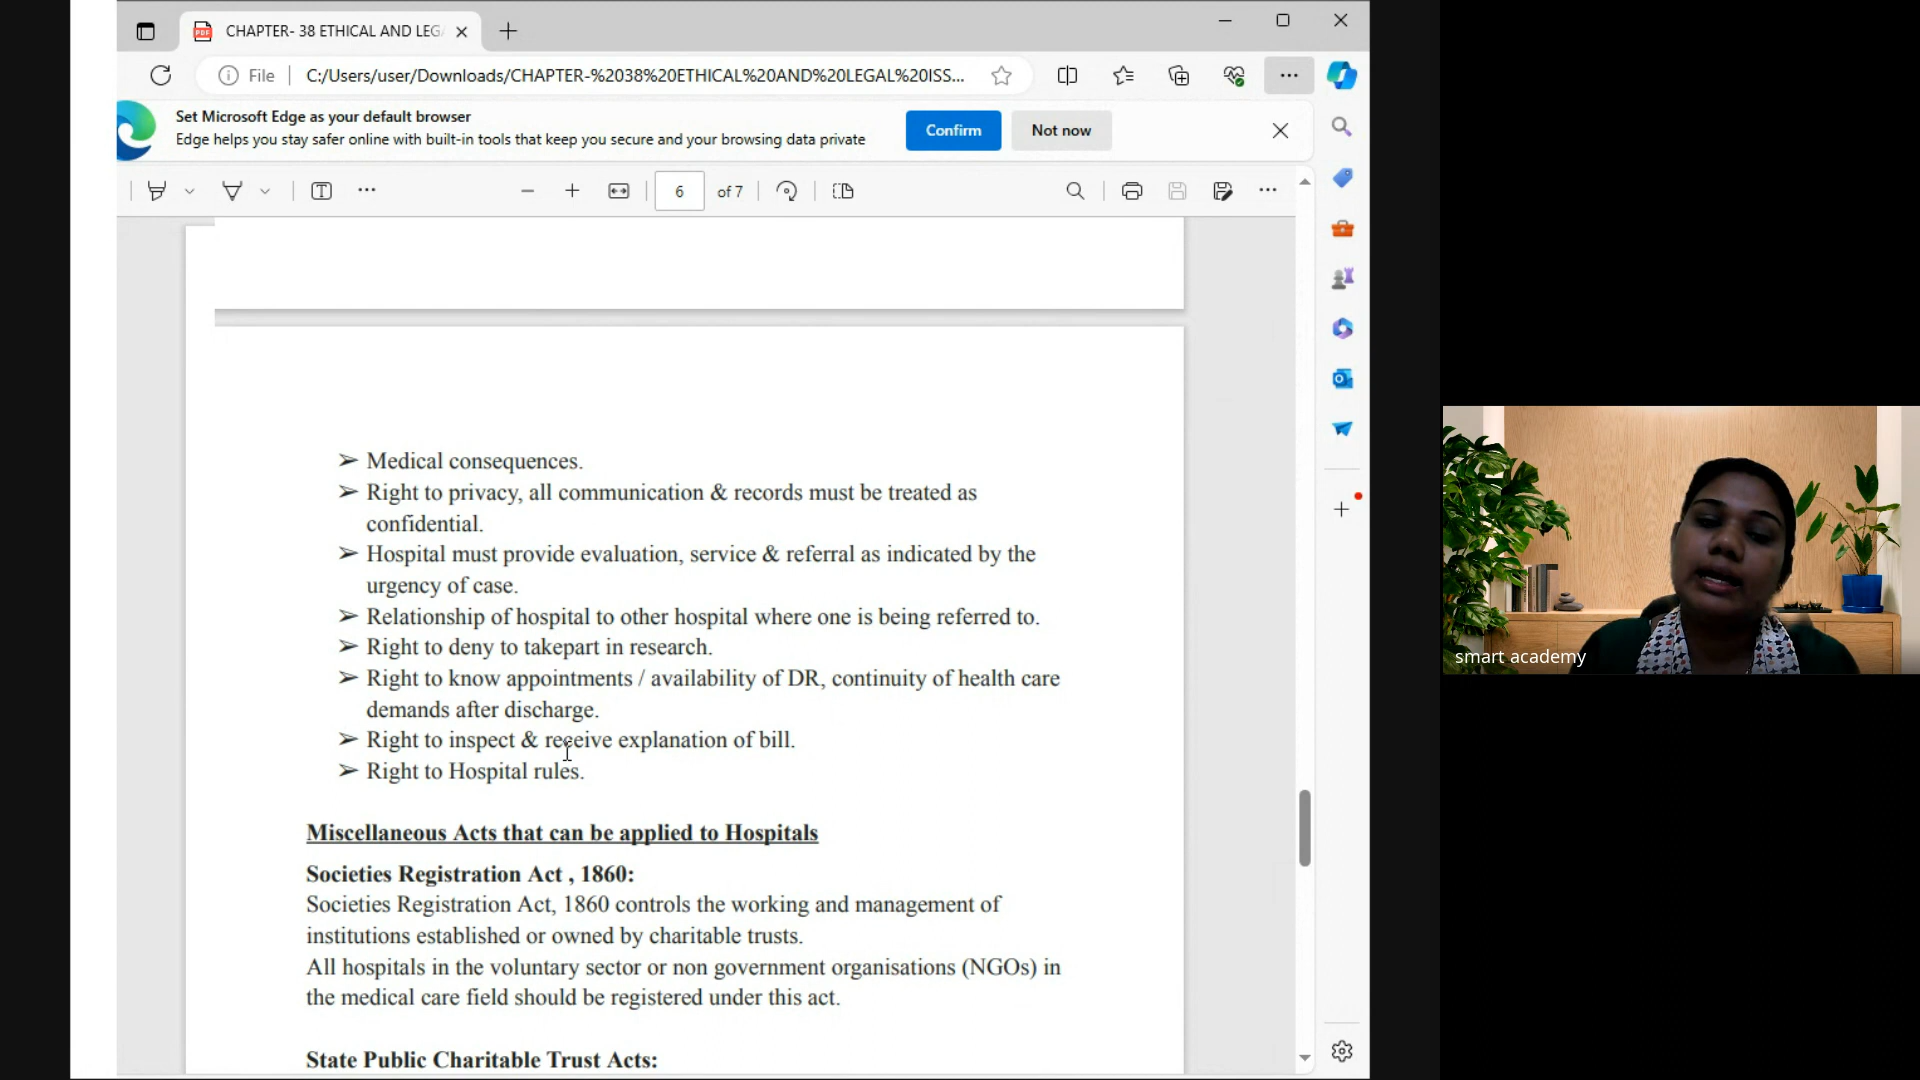 CHAPTER- 38 ETHICAL AND LEG
File
C:/Users/user/Downloads/CHAPTER-%2038%20ETHICAL%20AND%20LEGAL%20ISS...
Set Microsoft Edge as your default browser
Edge helps you stay safer online with built-in tools that keep you secure and your browsing data private
Confirm
Not now
6 of 7
➢ Medical consequences.
➢ Right to privacy, all communication & records must be treated as
confidential.
➢ Hospital must provide evaluation, service & referral as indicated by the
urgency of case.
➢ Relationship of hospital to other hospital where one is being referred to.
➢ Right to deny to takepart in research.
➢ Right to know appointments / availability of DR, continuity of health care
demands after discharge.
➢ Right to inspect & receive explanation of bill.
➢ Right to Hospital rules.
Miscellaneous Acts that can be applied to Hospitals
Societies Registration Act , 1860:
Societies Registration Act, 1860 controls the working and management of
institutions established or owned by charitable trusts.
All hospitals in the voluntary sector or non government organisations (NGOs) in
the medical care field should be registered under this act.
State Public Charitable Trust Acts:
smart academy